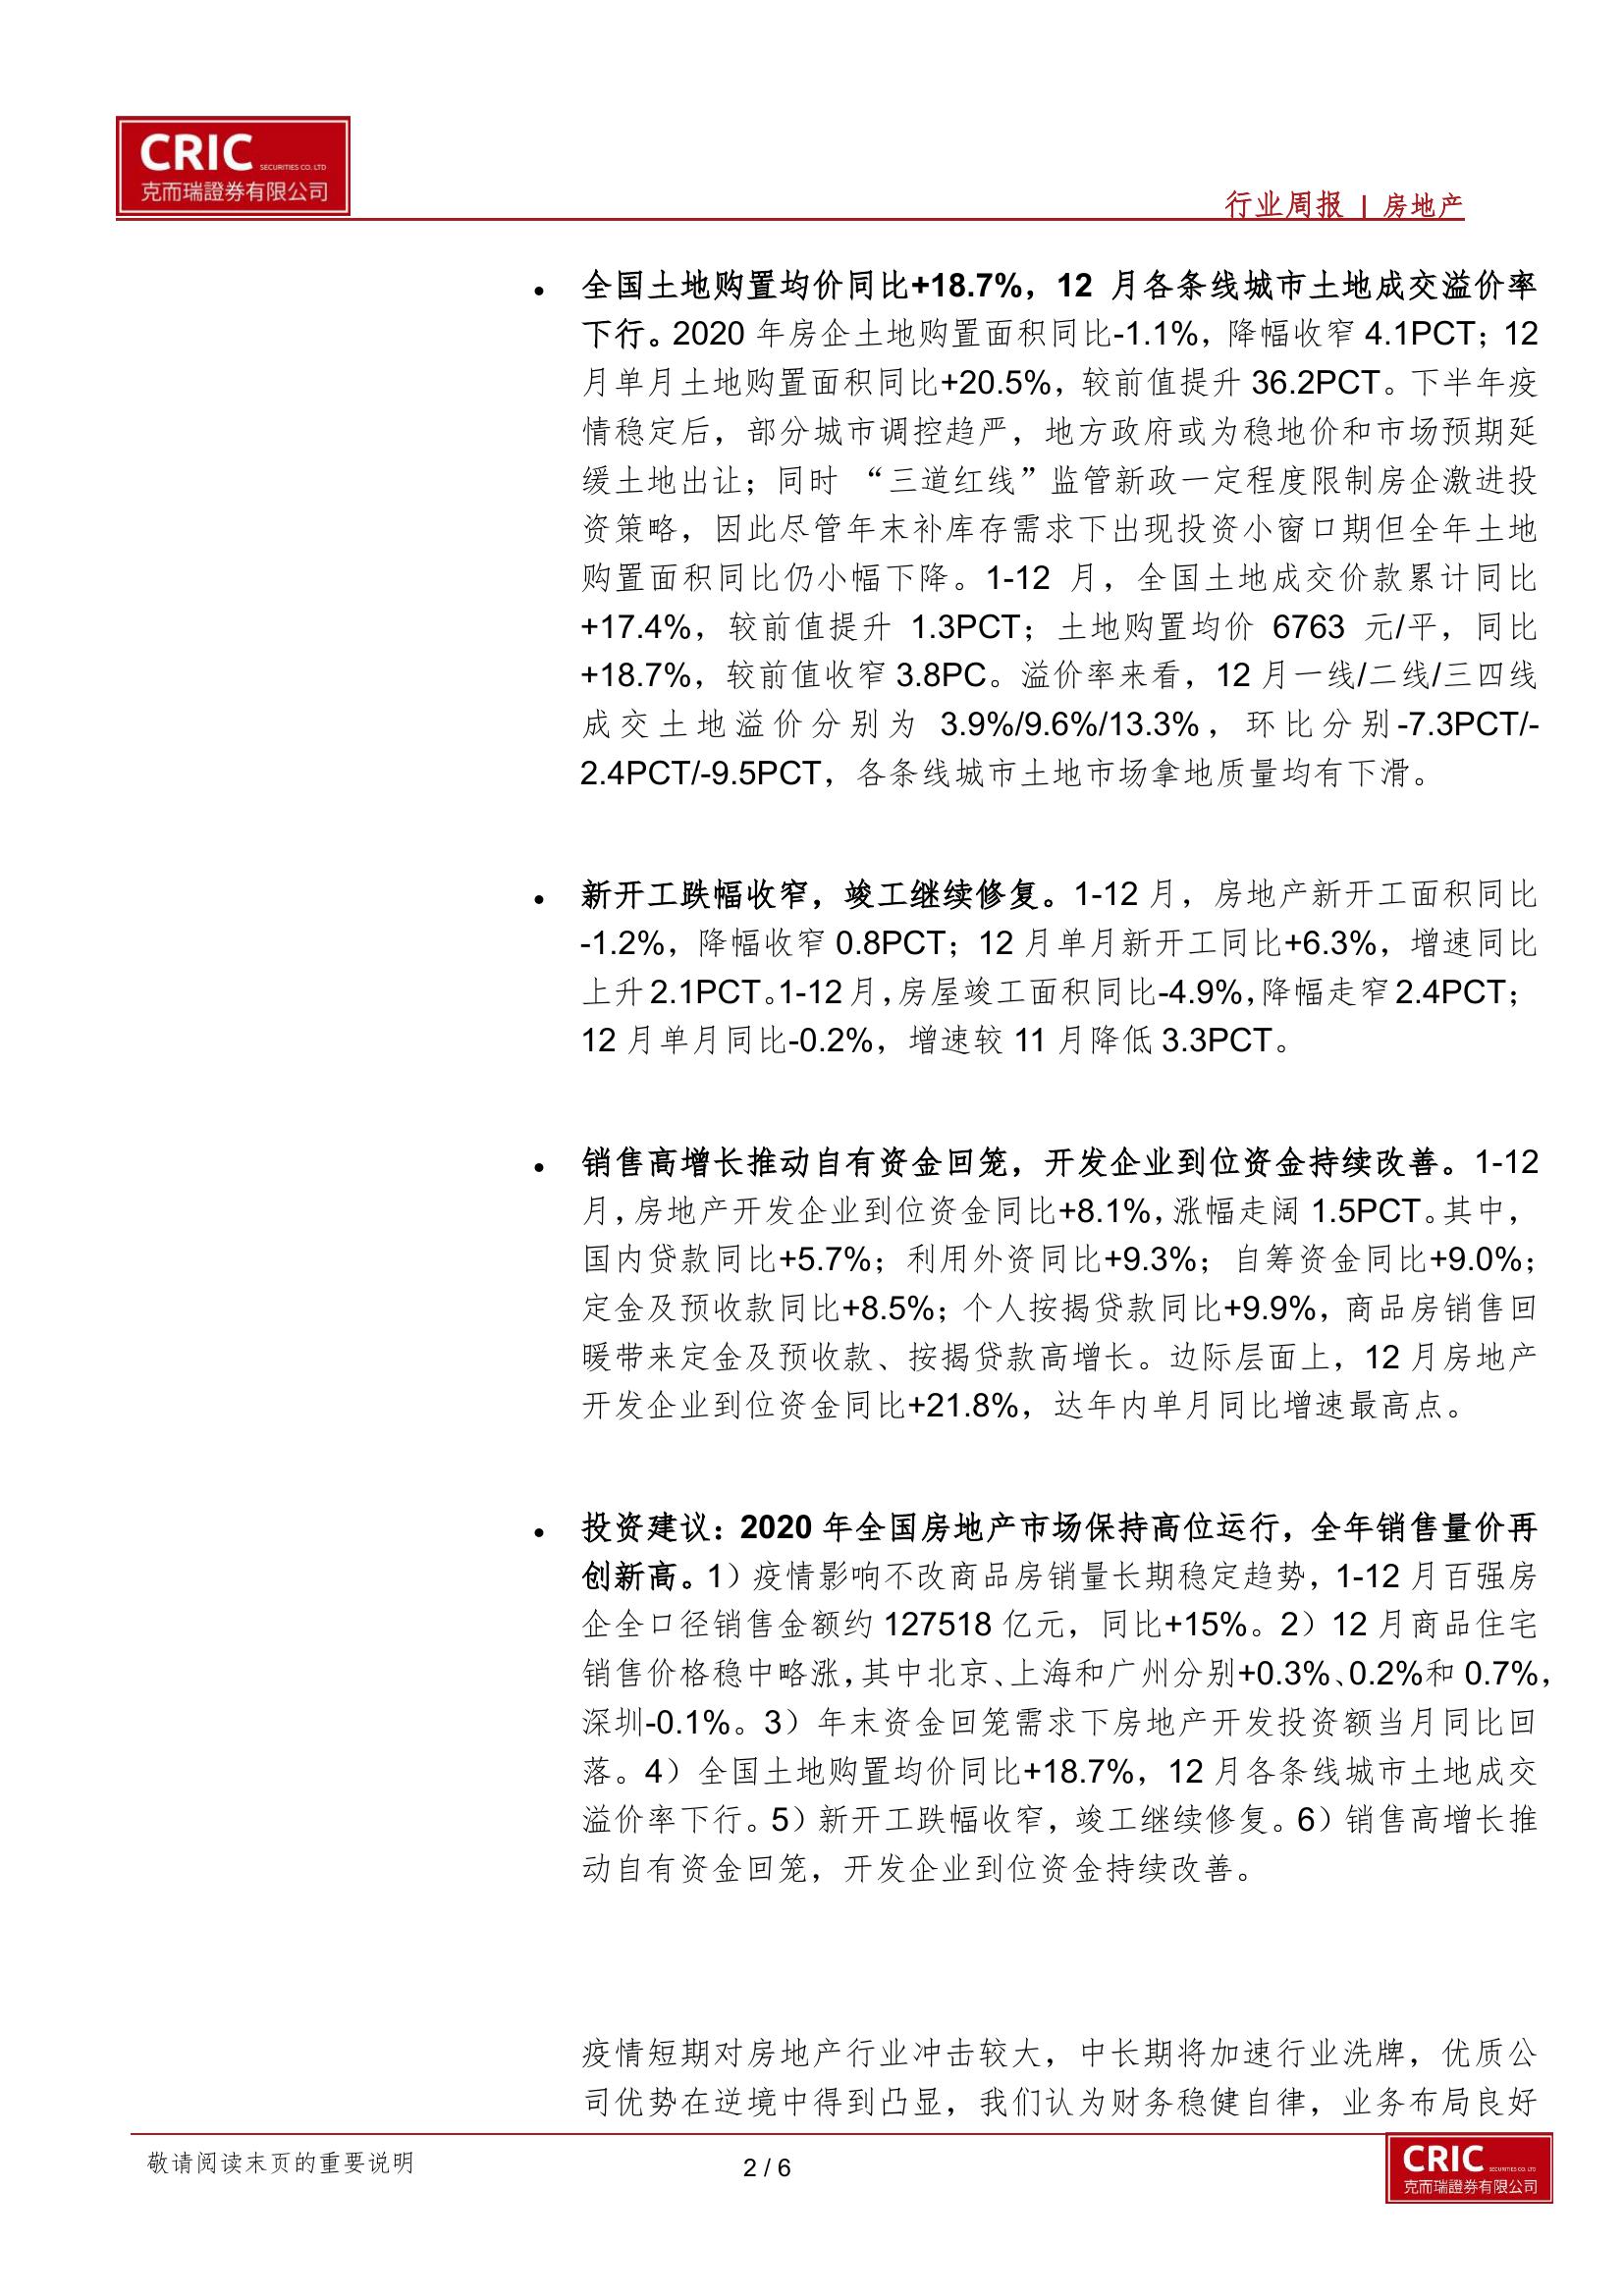 CRIC SECURITIES CO. LTD
克而瑞證券有限公司
行业周报 | 房地产
• 全国土地购置均价同比+18.7%，12 月各条线城市土地成交溢价率
下行。2020 年房企土地购置面积同比-1.1%，降幅收窄 4.1PCT；12
月单月土地购置面积同比+20.5%，较前值提升 36.2PCT。下半年疫
情稳定后，部分城市调控趋严，地方政府或为稳地价和市场预期延
缓土地出让；同时 “三道红线”监管新政一定程度限制房企激进投
资策略，因此尽管年末补库存需求下出现投资小窗口期但全年土地
购置面积同比仍小幅下降。1-12 月，全国土地成交价款累计同比
+17.4%，较前值提升 1.3PCT；土地购置均价 6763 元/平，同比
+18.7%，较前值收窄 3.8PC。溢价率来看，12 月一线/二线/三四线
成交土地溢价分别为 3.9%/9.6%/13.3%，环比分别-7.3PCT/-
2.4PCT/-9.5PCT，各条线城市土地市场拿地质量均有下滑。
• 新开工跌幅收窄，竣工继续修复。1-12 月，房地产新开工面积同比
-1.2%，降幅收窄 0.8PCT；12 月单月新开工同比+6.3%，增速同比
上升 2.1PCT。1-12 月，房屋竣工面积同比-4.9%，降幅走窄 2.4PCT；
12 月单月同比-0.2%，增速较 11 月降低 3.3PCT。
• 销售高增长推动自有资金回笼，开发企业到位资金持续改善。1-12
月，房地产开发企业到位资金同比+8.1%，涨幅走阔 1.5PCT。其中，
国内贷款同比+5.7%；利用外资同比+9.3%；自筹资金同比+9.0%；
定金及预收款同比+8.5%；个人按揭贷款同比+9.9%，商品房销售回
暖带来定金及预收款、按揭贷款高增长。边际层面上，12 月房地产
开发企业到位资金同比+21.8%，达年内单月同比增速最高点。
• 投资建议：2020 年全国房地产市场保持高位运行，全年销售量价再
创新高。1）疫情影响不改商品房销量长期稳定趋势，1-12 月百强房
企全口径销售金额约 127518 亿元，同比+15%。2）12 月商品住宅
销售价格稳中略涨，其中北京、上海和广州分别+0.3%、0.2%和 0.7%，
深圳-0.1%。3）年末资金回笼需求下房地产开发投资额当月同比回
落。4）全国土地购置均价同比+18.7%，12 月各条线城市土地成交
溢价率下行。5）新开工跌幅收窄，竣工继续修复。6）销售高增长推
动自有资金回笼，开发企业到位资金持续改善。
疫情短期对房地产行业冲击较大，中长期将加速行业洗牌，优质公
司优势在逆境中得到凸显，我们认为财务稳健自律，业务布局良好
敬请阅读末页的重要说明
2 / 6
CRIC SECURITIES CO. LTD
克而瑞證券有限公司